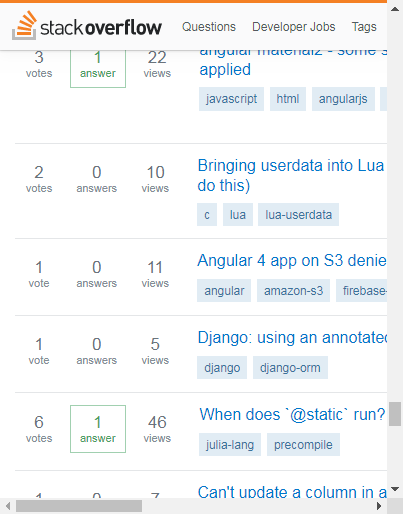 stackoverflow Questions Developer Jobs Tags
3 1 22 angular material2 - some s
votes answer views applied
javascript html angularjs
2 0 10 Bringing userdata into Lua
votes answers views do this)
c lua lua-userdata
1 0 11 Angular 4 app on S3 denie
vote answers views
angular amazon-s3 firebase-
1 0 5 Django: using an annotated
vote answers views
django django-orm
6 1 46 When does `@static` run?
votes answer views
julia-lang precompile
1 0 7 Can't update a column in a